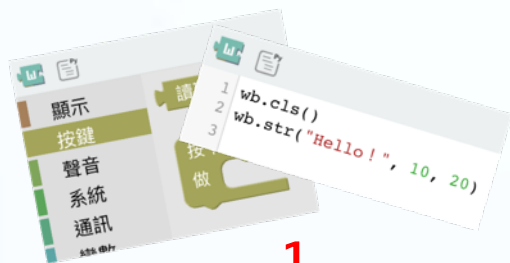 顯示
按鍵
聲音
系統
通訊
讀
按
做
1 wb.cls()
2 wb.str("Hello!", 10, 20)
3
1